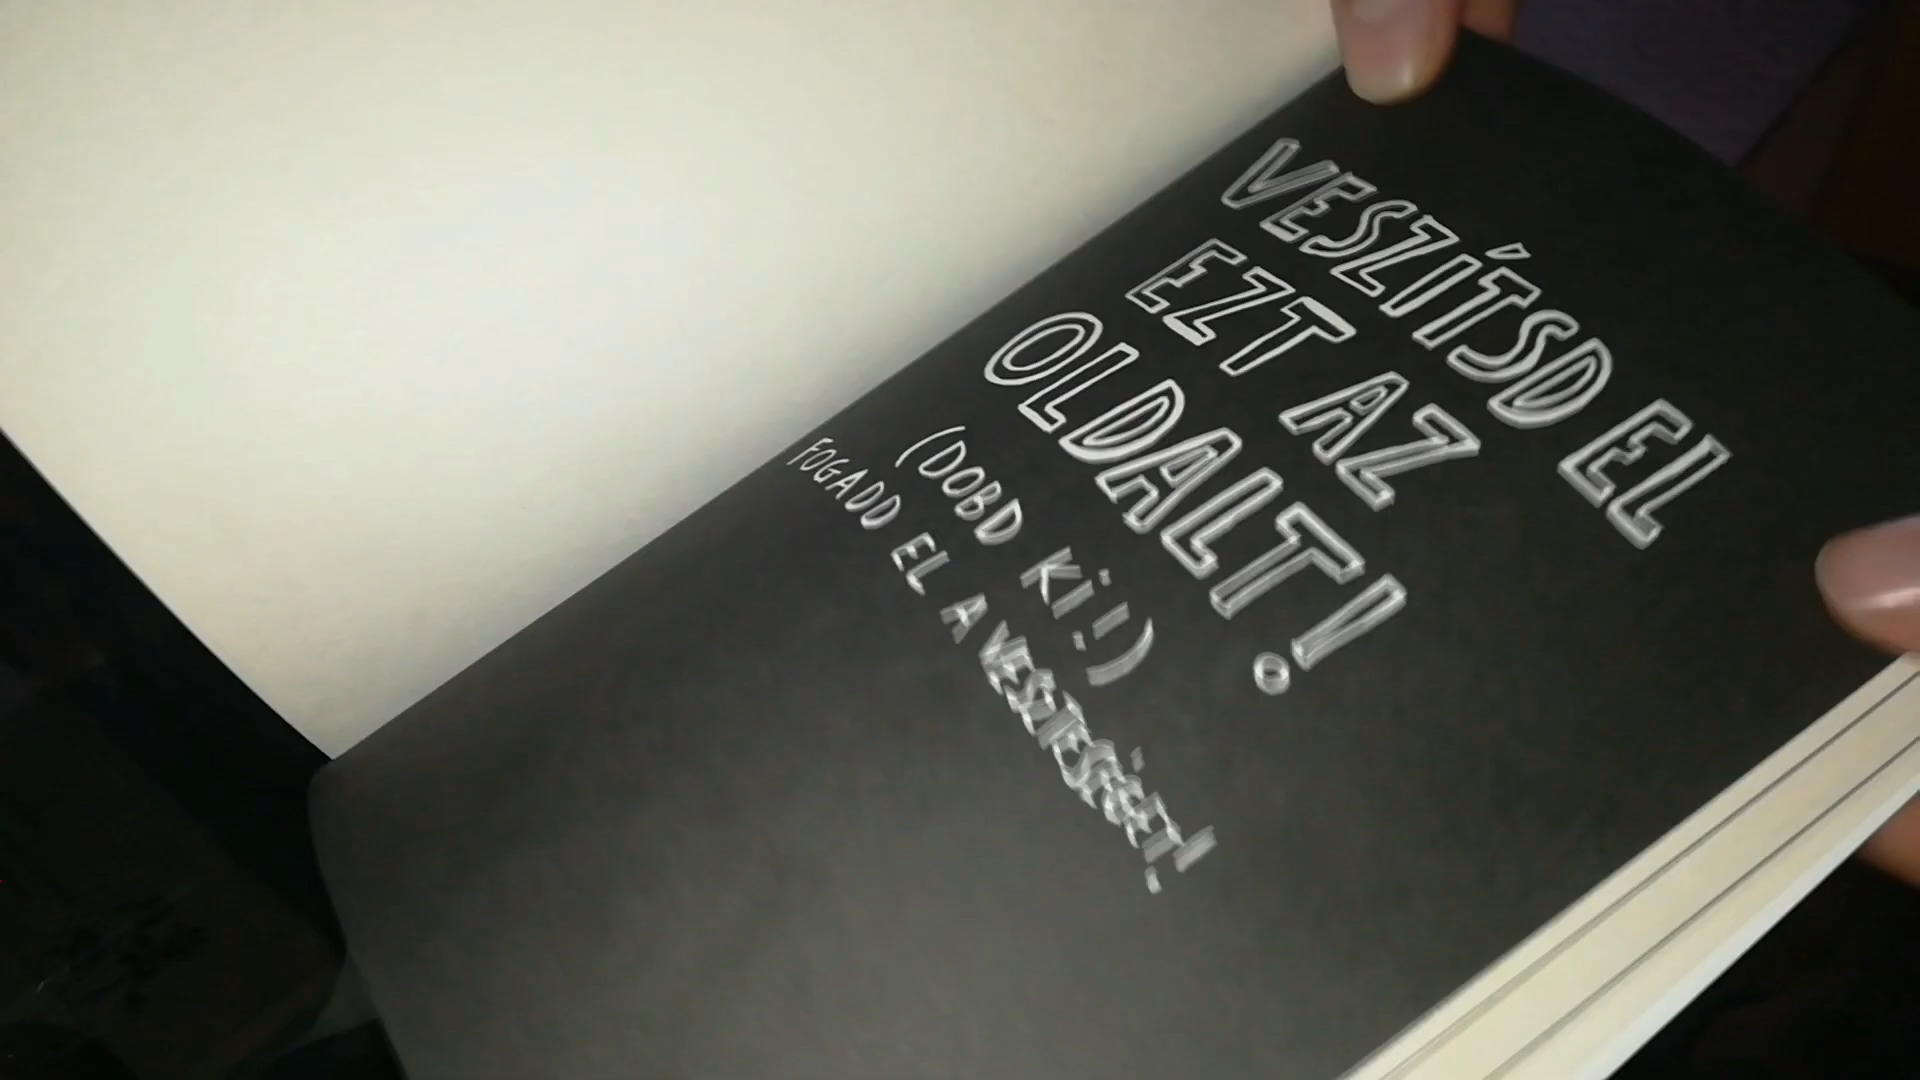 VESZÍTSD EL
EZT AZ
OLDALT!
(DOBD Ki!)
FOGADD EL A VESZTESÉGET!